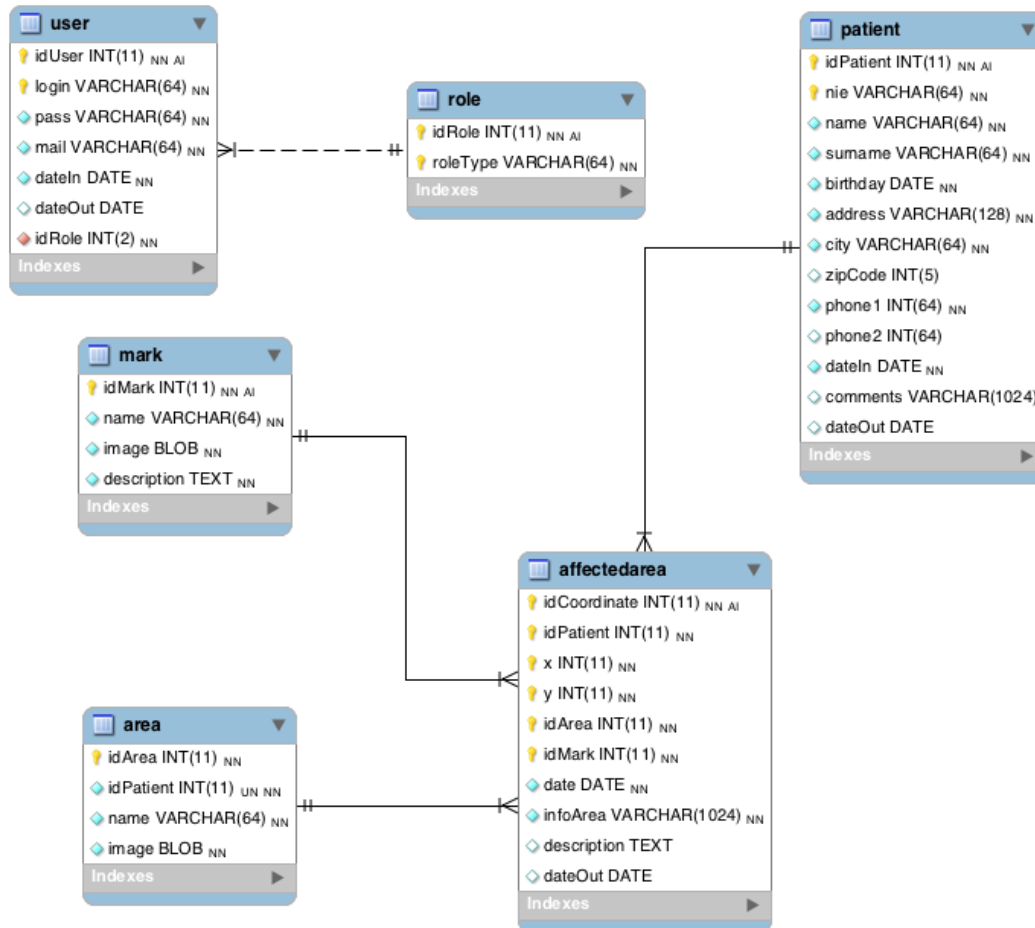 user
idUser INT(11) NN AI
login VARCHAR(64) NN
pass VARCHAR(64) NN
mail VARCHAR(64) NN
dateIn DATE NN
dateOut DATE
idRole INT(2) NN
Indexes
role
idRole INT(11) NN AI
roleType VARCHAR(64) NN
Indexes
patient
idPatient INT(11) NN AI
nie VARCHAR(64) NN
name VARCHAR(64) NN
surname VARCHAR(64) NN
birthday DATE NN
address VARCHAR(128) NN
city VARCHAR(64) NN
zipCode INT(5)
phone1 INT(64) NN
phone2 INT(64)
dateIn DATE NN
comments VARCHAR(1024)
dateOut DATE
Indexes
mark
idMark INT(11) NN AI
name VARCHAR(64) NN
image BLOB NN
description TEXT NN
Indexes
area
idArea INT(11) NN
idPatient INT(11) UN NN
name VARCHAR(64) NN
image BLOB NN
Indexes
affectedarea
idCoordinate INT(11) NN AI
idPatient INT(11) NN
x INT(11) NN
y INT(11) NN
idArea INT(11) NN
idMark INT(11) NN
date DATE NN
infoArea VARCHAR(1024) NN
description TEXT
dateOut DATE
Indexes